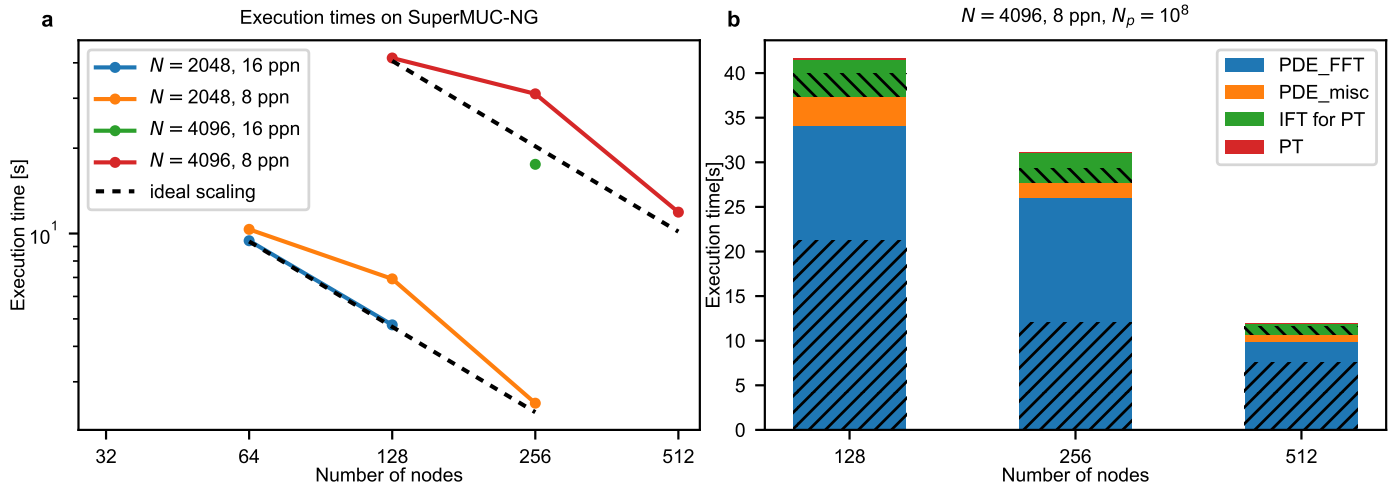 a
Execution times on SuperMUC-NG
N = 2048, 16 ppn
N = 2048, 8 ppn
N = 4096, 16 ppn
N = 4096, 8 ppn
ideal scaling
Execution time [s]
10¹
32 64 128 256 512
Number of nodes
b
N = 4096, 8 ppn, Nₚ = 10⁸
PDE_FFT
PDE_misc
IFT for PT
PT
Execution time[s]
40
35
30
25
20
15
10
5
0
128 256 512
Number of nodes